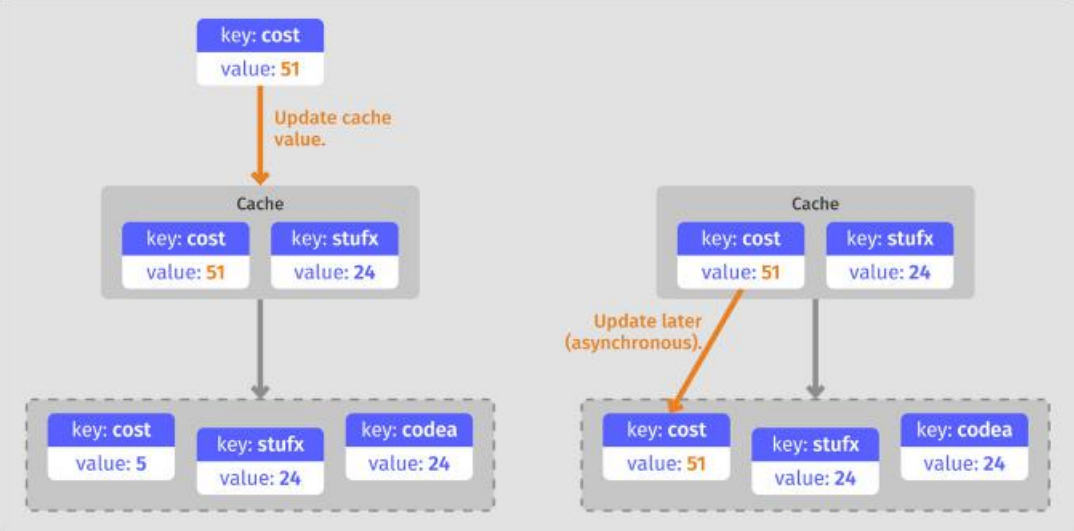 key: cost
value: 51
Update cache
value.
Cache
key: cost
value: 51
key: stufx
value: 24
key: cost
value: 5
key: stufx
value: 24
key: codea
value: 24
Cache
key: cost
value: 51
key: stufx
value: 24
Update later
(asynchronous).
key: cost
value: 51
key: stufx
value: 24
key: codea
value: 24